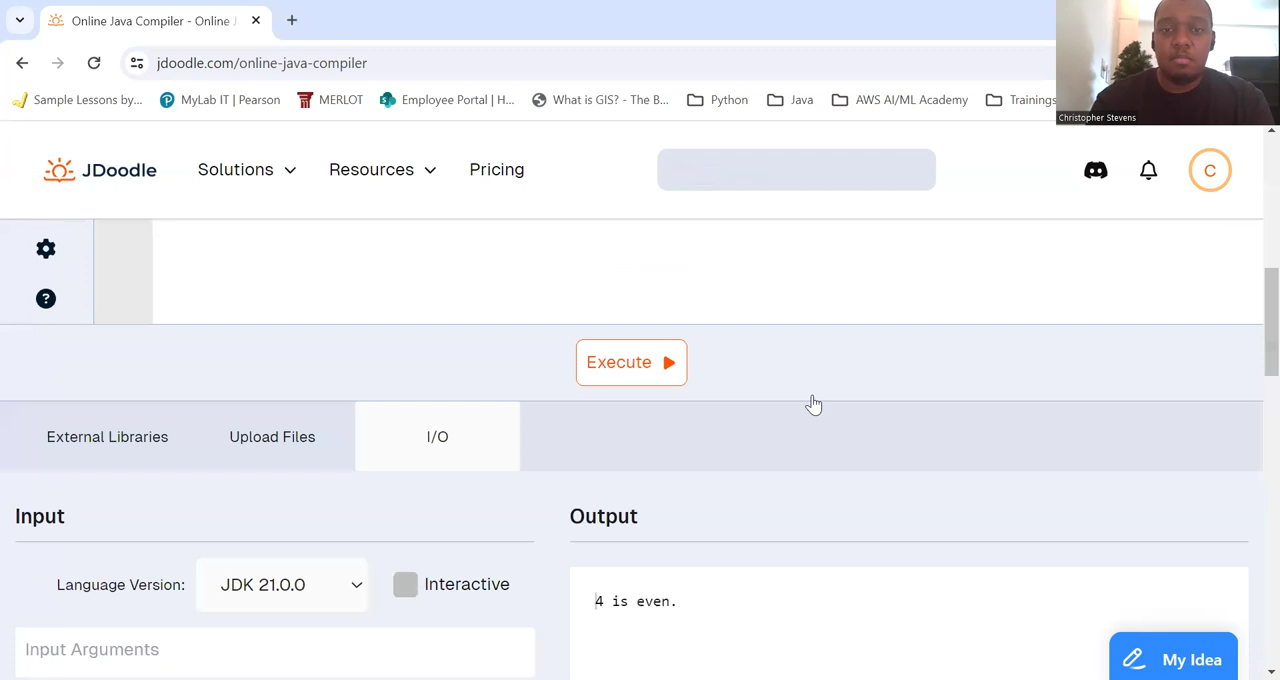 Online Java Compiler - Online J
jdoodle.com/online-java-compiler
Sample Lessons by...
MyLab IT | Pearson
MERLOT
Employee Portal | H...
What is GIS? - The B...
Python
Java
AWS AI/ML Academy
Trainings
Christopher Stevens
JDoodle
Solutions
Resources
Pricing
C
Execute
External Libraries
Upload Files
I/O
Input
Output
Language Version:
JDK 21.0.0
Interactive
4 is even.
Input Arguments
My Idea